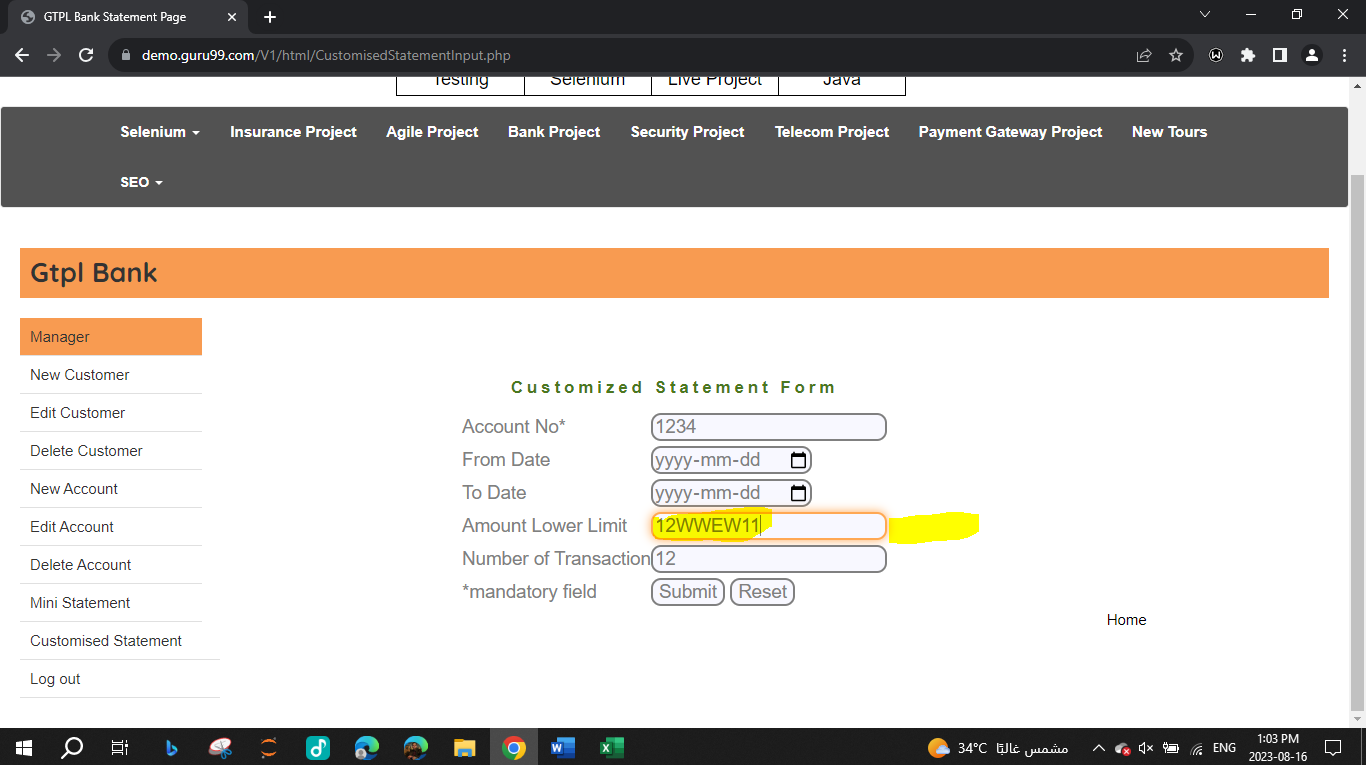 GTPL Bank Statement Page
demo.guru99.com/V1/html/CustomisedStatementInput.php
Testing Selenium Live Project Java
Selenium Insurance Project Agile Project Bank Project Security Project Telecom Project Payment Gateway Project New Tours
SEO
Gtpl Bank
Manager
New Customer
Edit Customer
Delete Customer
New Account
Edit Account
Delete Account
Mini Statement
Customised Statement
Log out
Customized Statement Form
Account No* 1234
From Date yyyy-mm-dd
To Date yyyy-mm-dd
Amount Lower Limit 12WWEW11
Number of Transaction 12
*mandatory field Submit Reset
Home
34°C مشمس غالبًا ENG 1:03 PM
2023-08-16